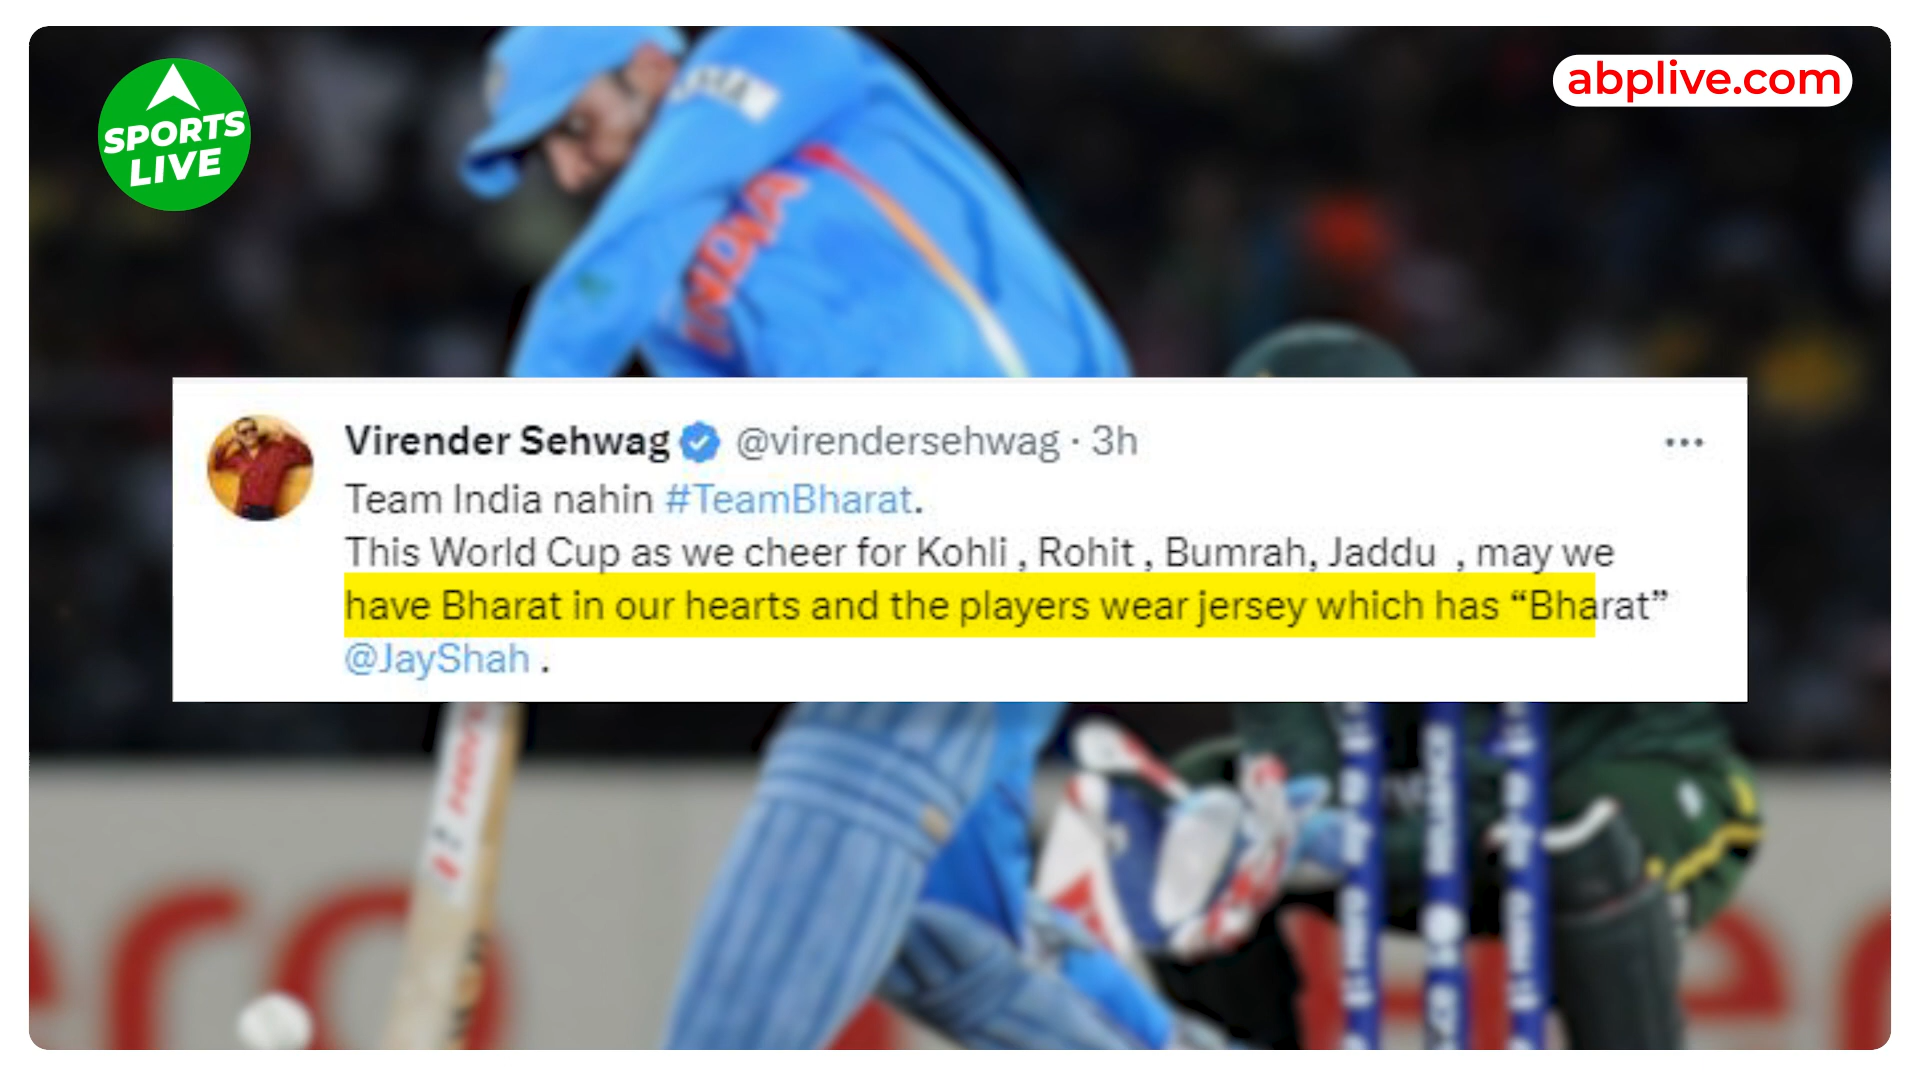 SPORTS
LIVE
abplive.com
INDIA
Virender Sehwag @virendersehwag · 3h
Team India nahin #TeamBharat.
This World Cup as we cheer for Kohli , Rohit , Bumrah, Jaddu , may we
have Bharat in our hearts and the players wear jersey which has “Bharat”
@JayShah .